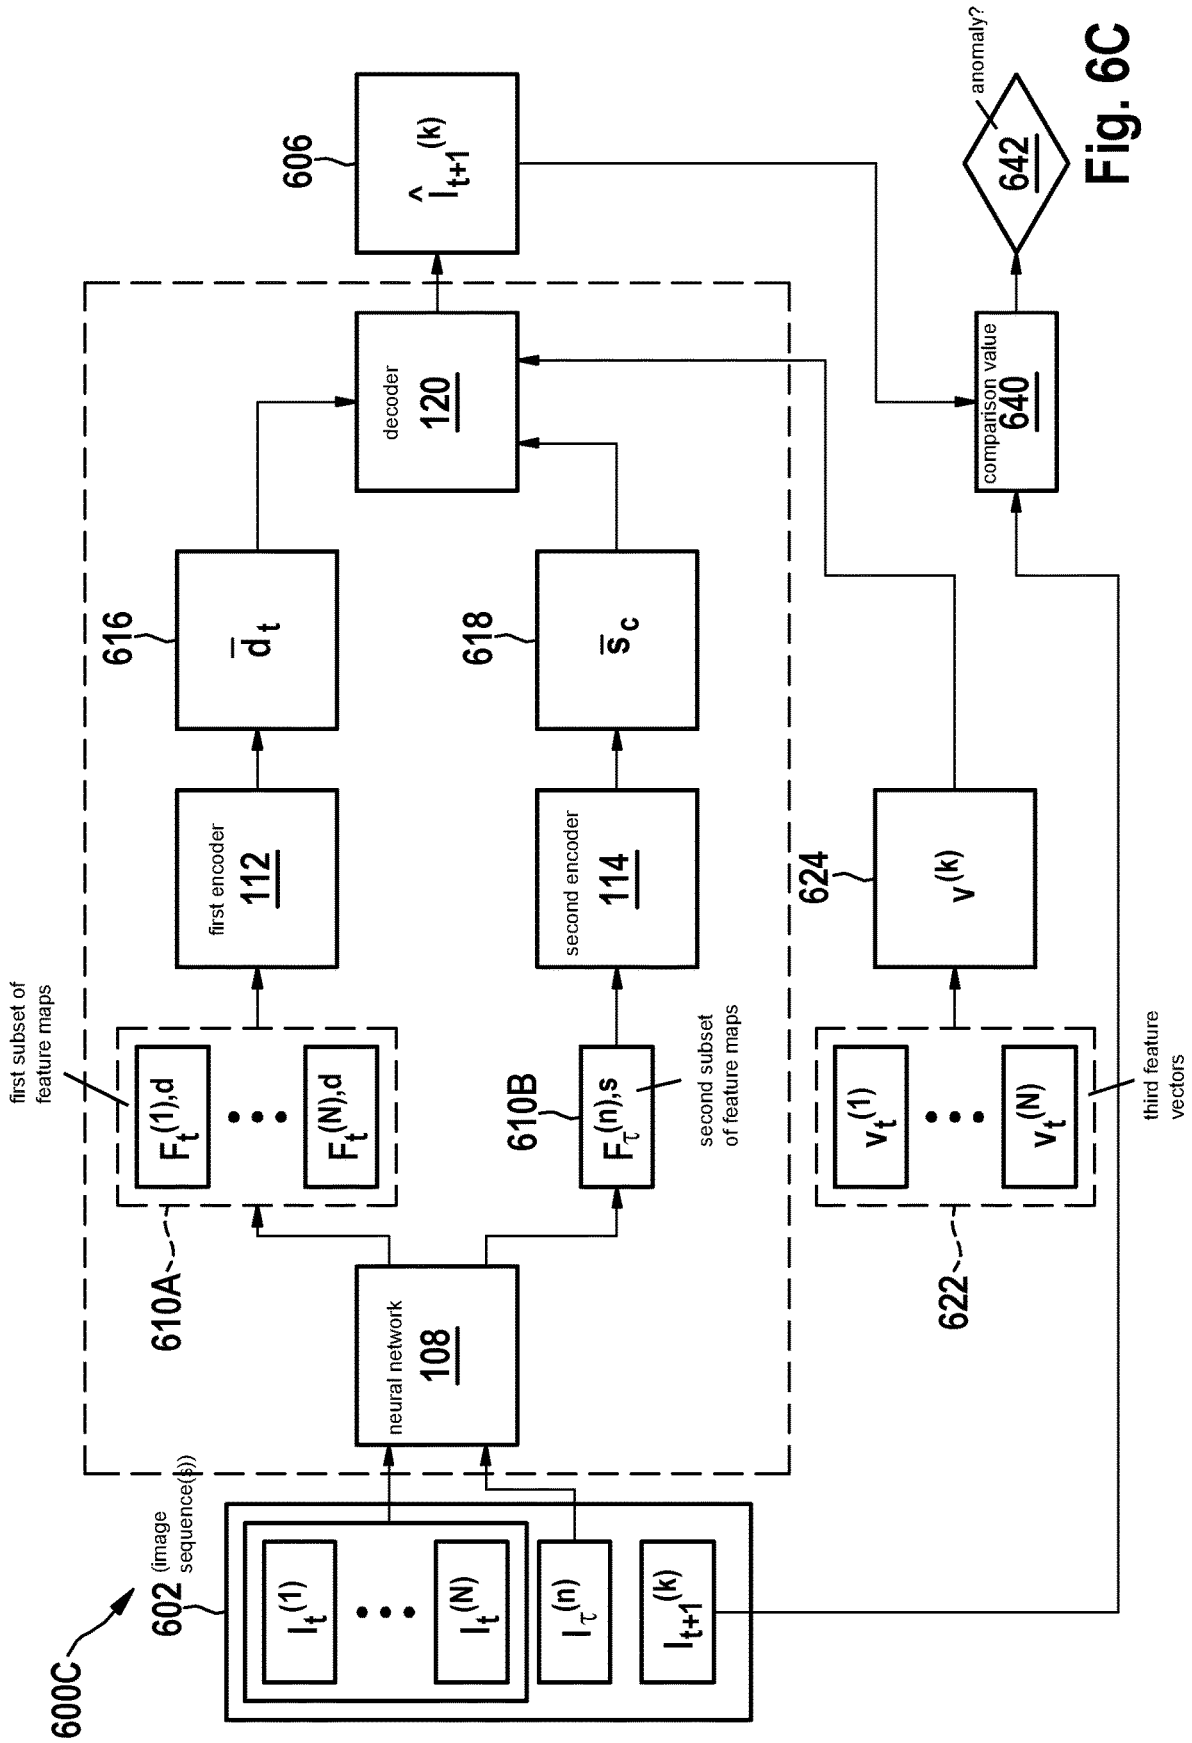 600C
602 (image
sequence(s))
I_t^(1)
I_t^(N)
I_τ^(n)
I_t+1^(k)
neural network
108
first subset of
feature maps
610A
F_t^(1),d
F_t^(N),d
610B
F_τ^(n),s
second subset
of feature maps
first encoder
112
second encoder
114
616
d̅_t
618
s̅_c
decoder
120
606
Î_t+1^(k)
622
v_t^(1)
v_t^(N)
third feature
vectors
624
v^(k)
comparison value
640
642
anomaly?
Fig. 6C